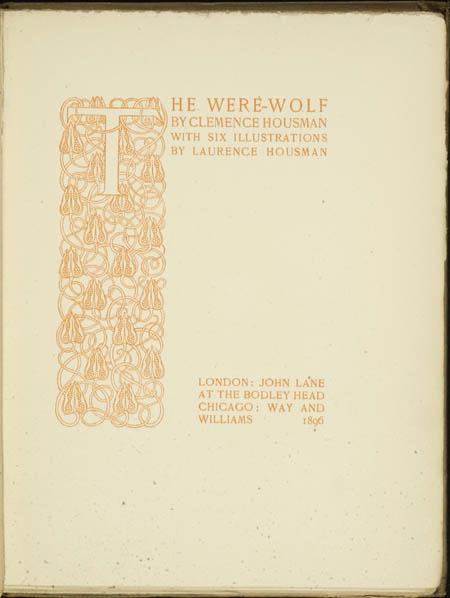 THE WERE-WOLF
BY CLEMENCE HOUSMAN
WITH SIX ILLUSTRATIONS
BY LAURENCE HOUSMAN
LONDON: JOHN LANE
AT THE BODLEY HEAD
CHICAGO: WAY AND
WILLIAMS 1896